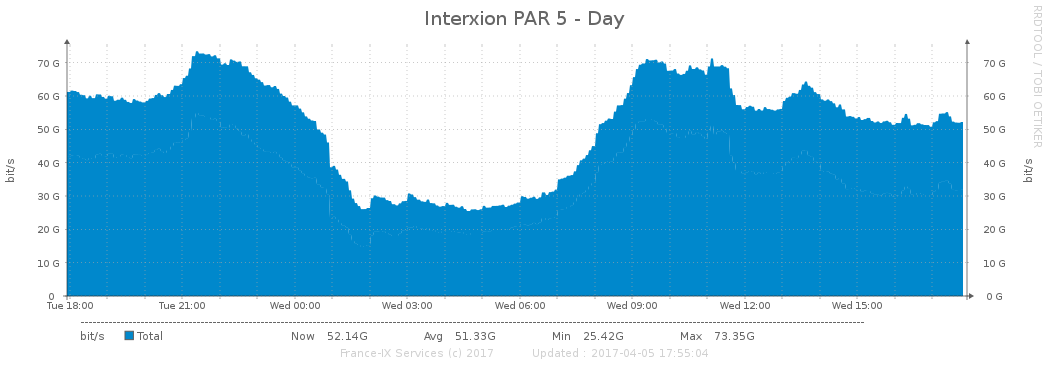 Interxion PAR 5 - Day
RRDTOOL / TOBI OETIKER
bit/s
70 G
60 G
50 G
40 G
30 G
20 G
10 G
0
70 G
60 G
50 G
40 G
30 G
20 G
10 G
0 G
bit/s
Tue 18:00 Tue 21:00 Wed 00:00 Wed 03:00 Wed 06:00 Wed 09:00 Wed 12:00 Wed 15:00
bit/s Total Now 52.14G Avg 51.33G Min 25.42G Max 73.35G
France-IX Services (c) 2017 Updated : 2017-04-05 17:55:04